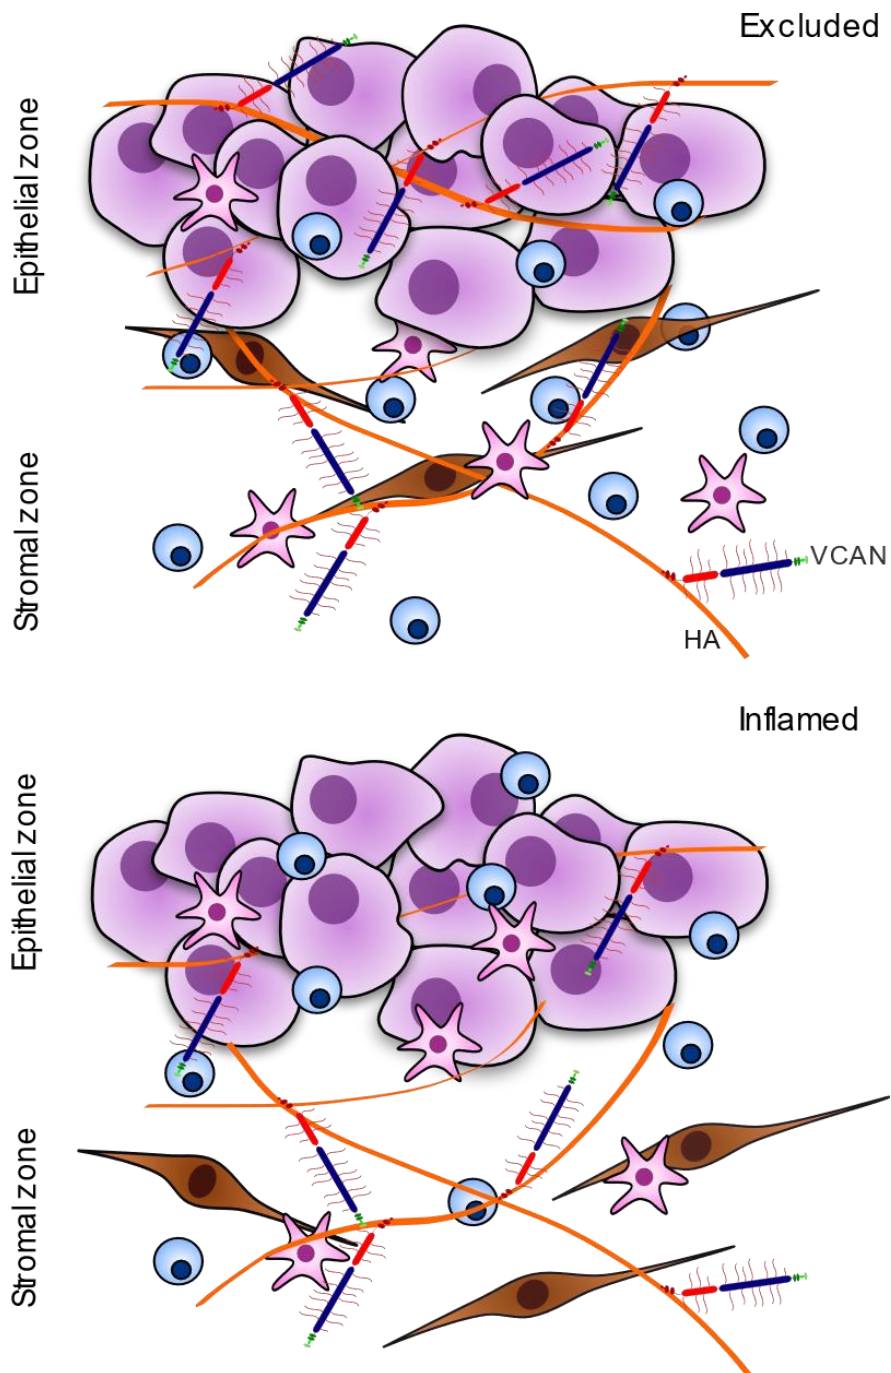 Excluded
Epithelial zone
Stromal zone
VCAN
HA
Inflamed
Epithelial zone
Stromal zone